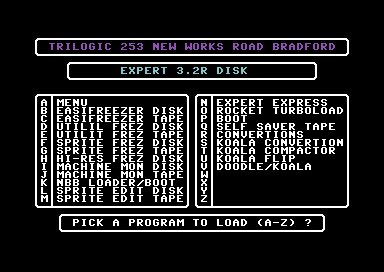 TRILOGIC 253 NEW WORKS ROAD BRADFORD
EXPERT 3.2R DISK
A MENU
B EASIFREEZER DISK
C EASIFREEZER TAPE
D UTILIL FREZ DISK
E UTILIT FREZ TAPE
F SPRITE FREZ DISK
G SPRITE FREZ TAPE
H HI-RES FREZ DISK
I MACHINE MON DISK
J MACHINE MON TAPE
K NBB LOADER/BOOT
L SPRITE EDIT DISK
M SPRITE EDIT TAPE
N EXPERT EXPRESS
O ROCKET TURBOLOAD
P BOOT
Q SELF SAVER TAPE
R CONVERTIONS
S KOALA CONVERTION
T KOALA COMPACTOR
U KOALA FLIP
V DOODLE/KOALA
W
X
Y
Z
PICK A PROGRAM TO LOAD (A-Z) ?